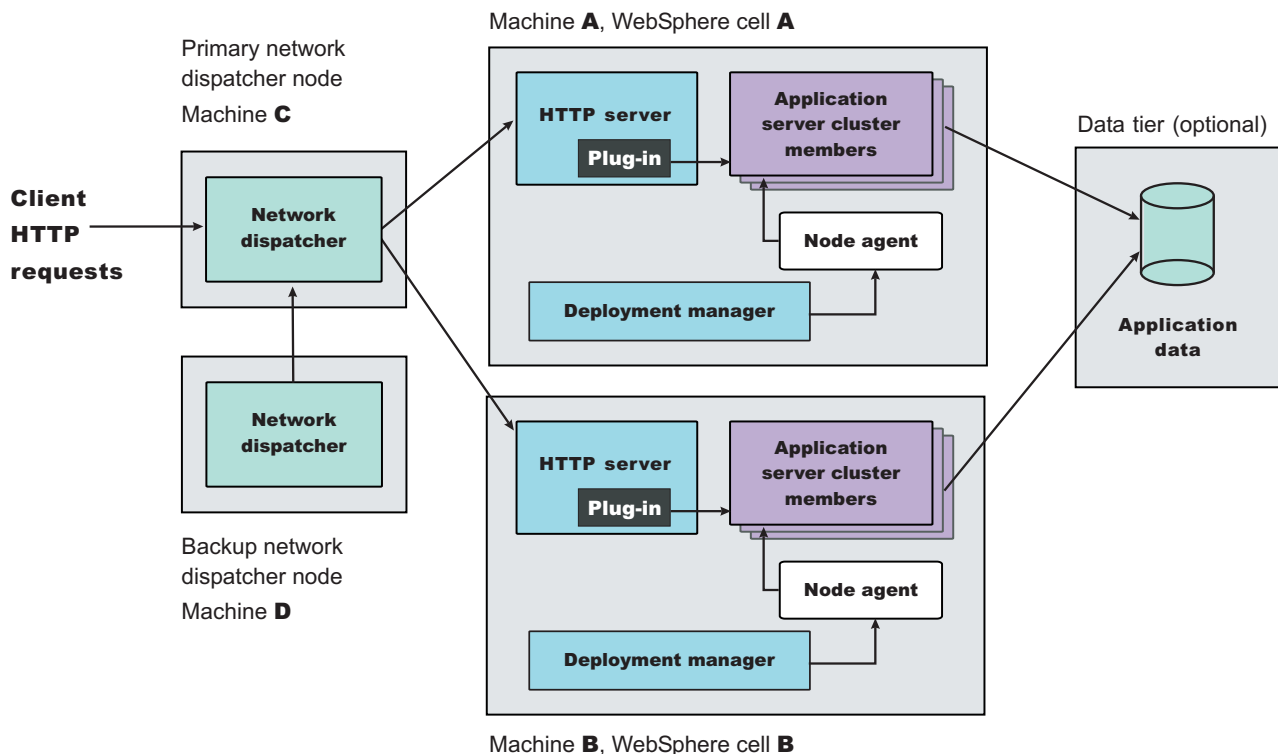 Machine A, WebSphere cell A
Primary network
dispatcher node
Machine C
Client
HTTP
requests
Network
dispatcher
Network
dispatcher
Backup network
dispatcher node
Machine D
HTTP server
Plug-in
Application
server cluster
members
Node agent
Deployment manager
HTTP server
Plug-in
Application
server cluster
members
Node agent
Deployment manager
Machine B, WebSphere cell B
Data tier (optional)
Application
data